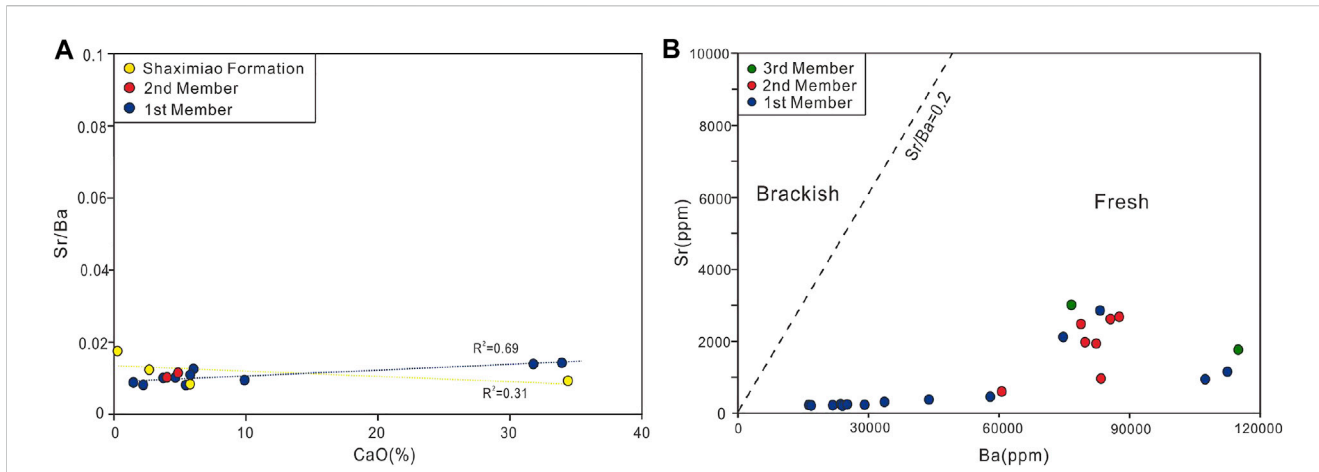 A
Shaximiao Formation
2nd Member
1st Member
0.1
0.08
0.06
0.04
0.02
0
Sr/Ba
R²=0.69
R²=0.31
0 10 20 30 40
CaO(%)
B
3rd Member
2nd Member
1st Member
10000
8000
6000
4000
2000
0
Sr(ppm)
Sr/Ba=0.2
Brackish
Fresh
0 30000 60000 90000 120000
Ba(ppm)